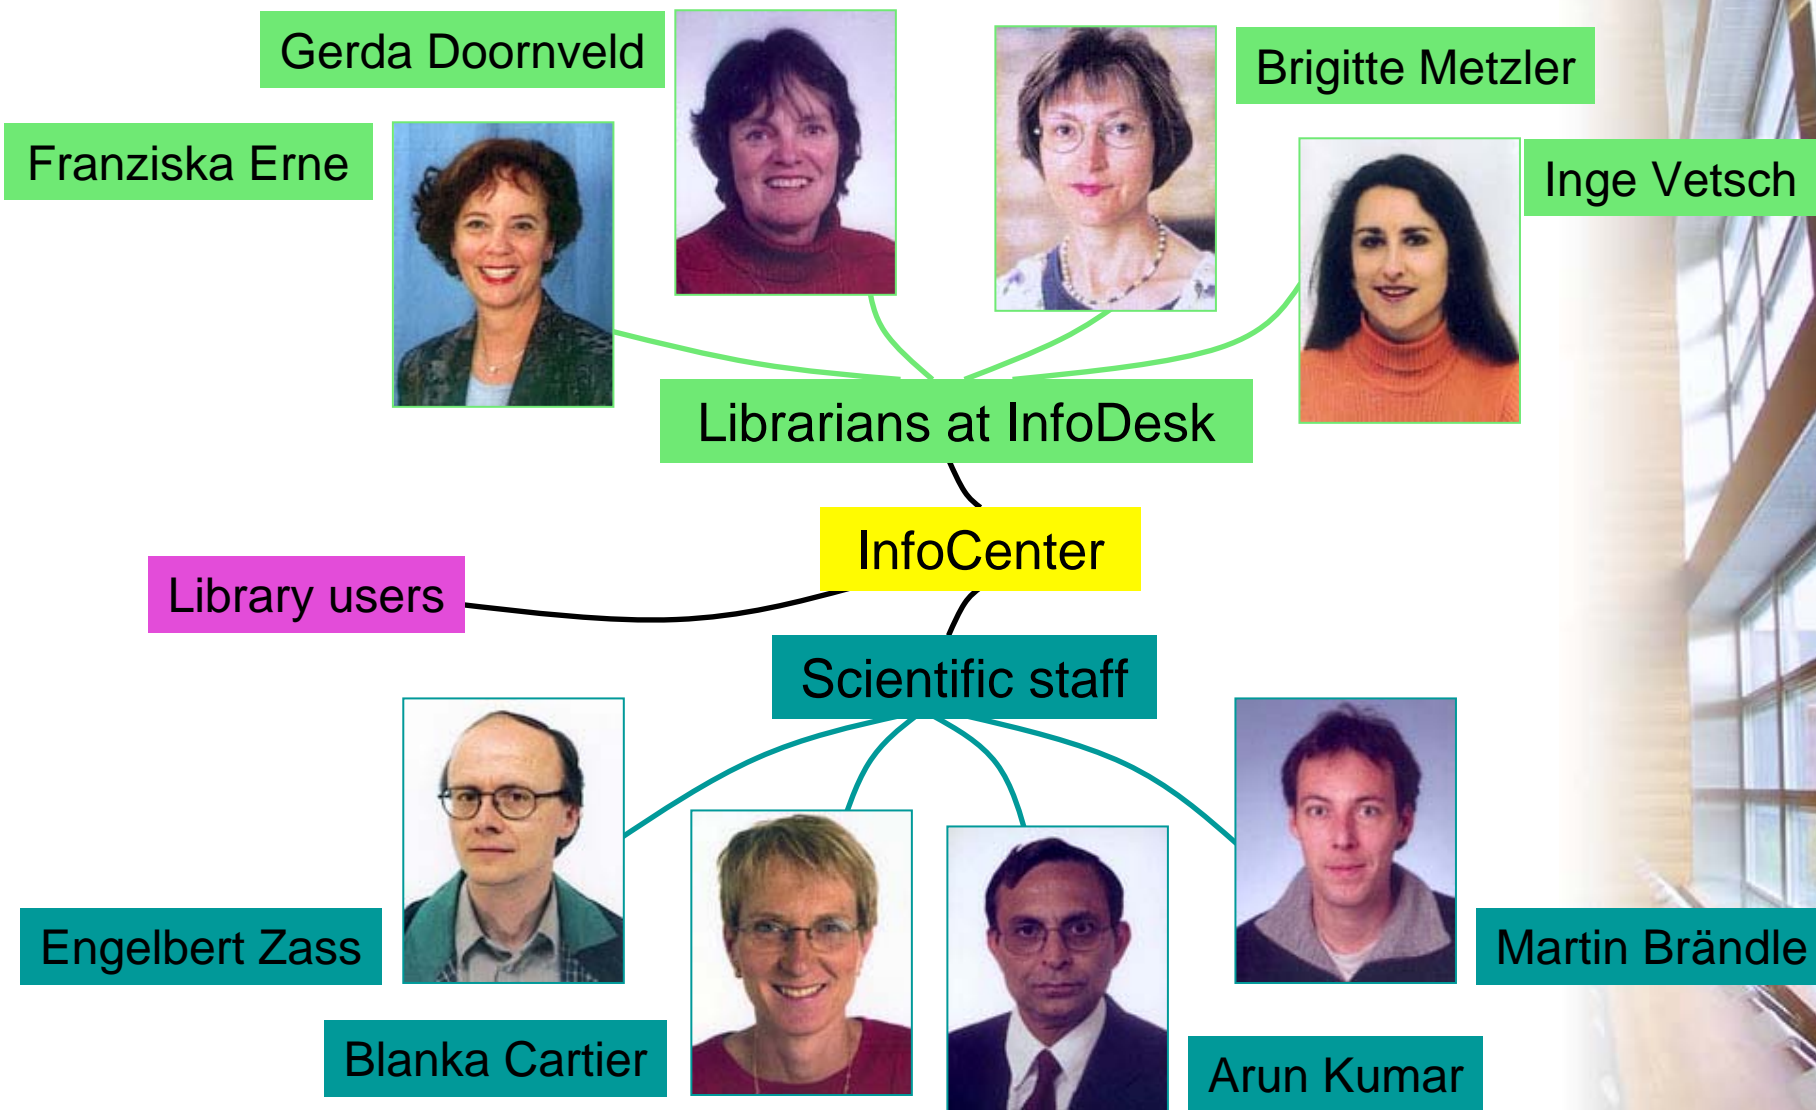 Gerda Doornveld
Brigitte Metzler
Franziska Erne
Inge Vetsch
Librarians at InfoDesk
InfoCenter
Library users
Scientific staff
Engelbert Zass
Martin Brändle
Blanka Cartier
Arun Kumar